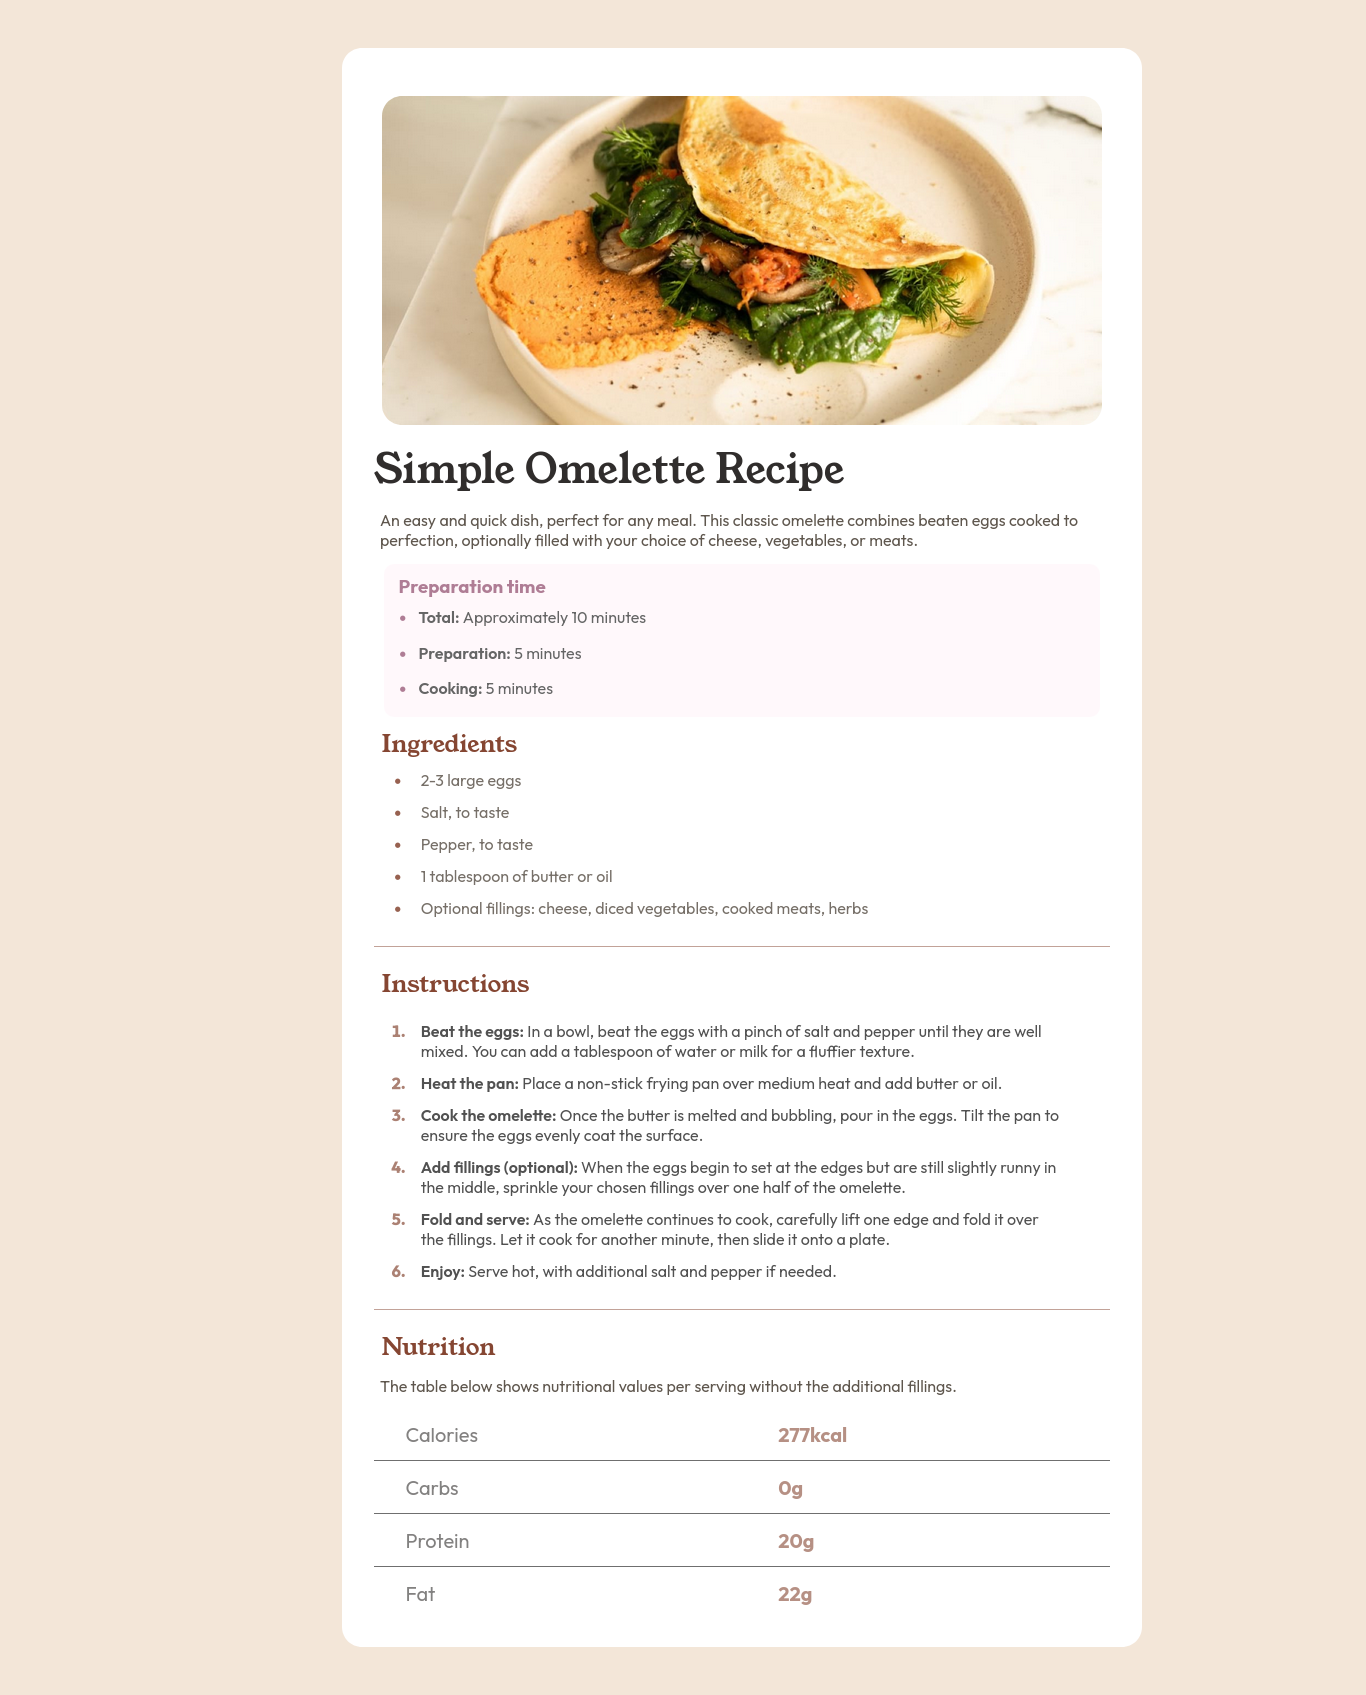 Simple Omelette Recipe
An easy and quick dish, perfect for any meal. This classic omelette combines beaten eggs cooked to
perfection, optionally filled with your choice of cheese, vegetables, or meats.
Preparation time
• Total: Approximately 10 minutes
• Preparation: 5 minutes
• Cooking: 5 minutes
Ingredients
• 2-3 large eggs
• Salt, to taste
• Pepper, to taste
• 1 tablespoon of butter or oil
• Optional fillings: cheese, diced vegetables, cooked meats, herbs
Instructions
1. Beat the eggs: In a bowl, beat the eggs with a pinch of salt and pepper until they are well
mixed. You can add a tablespoon of water or milk for a fluffier texture.
2. Heat the pan: Place a non-stick frying pan over medium heat and add butter or oil.
3. Cook the omelette: Once the butter is melted and bubbling, pour in the eggs. Tilt the pan to
ensure the eggs evenly coat the surface.
4. Add fillings (optional): When the eggs begin to set at the edges but are still slightly runny in
the middle, sprinkle your chosen fillings over one half of the omelette.
5. Fold and serve: As the omelette continues to cook, carefully lift one edge and fold it over
the fillings. Let it cook for another minute, then slide it onto a plate.
6. Enjoy: Serve hot, with additional salt and pepper if needed.
Nutrition
The table below shows nutritional values per serving without the additional fillings.
Calories 277kcal
Carbs 0g
Protein 20g
Fat 22g